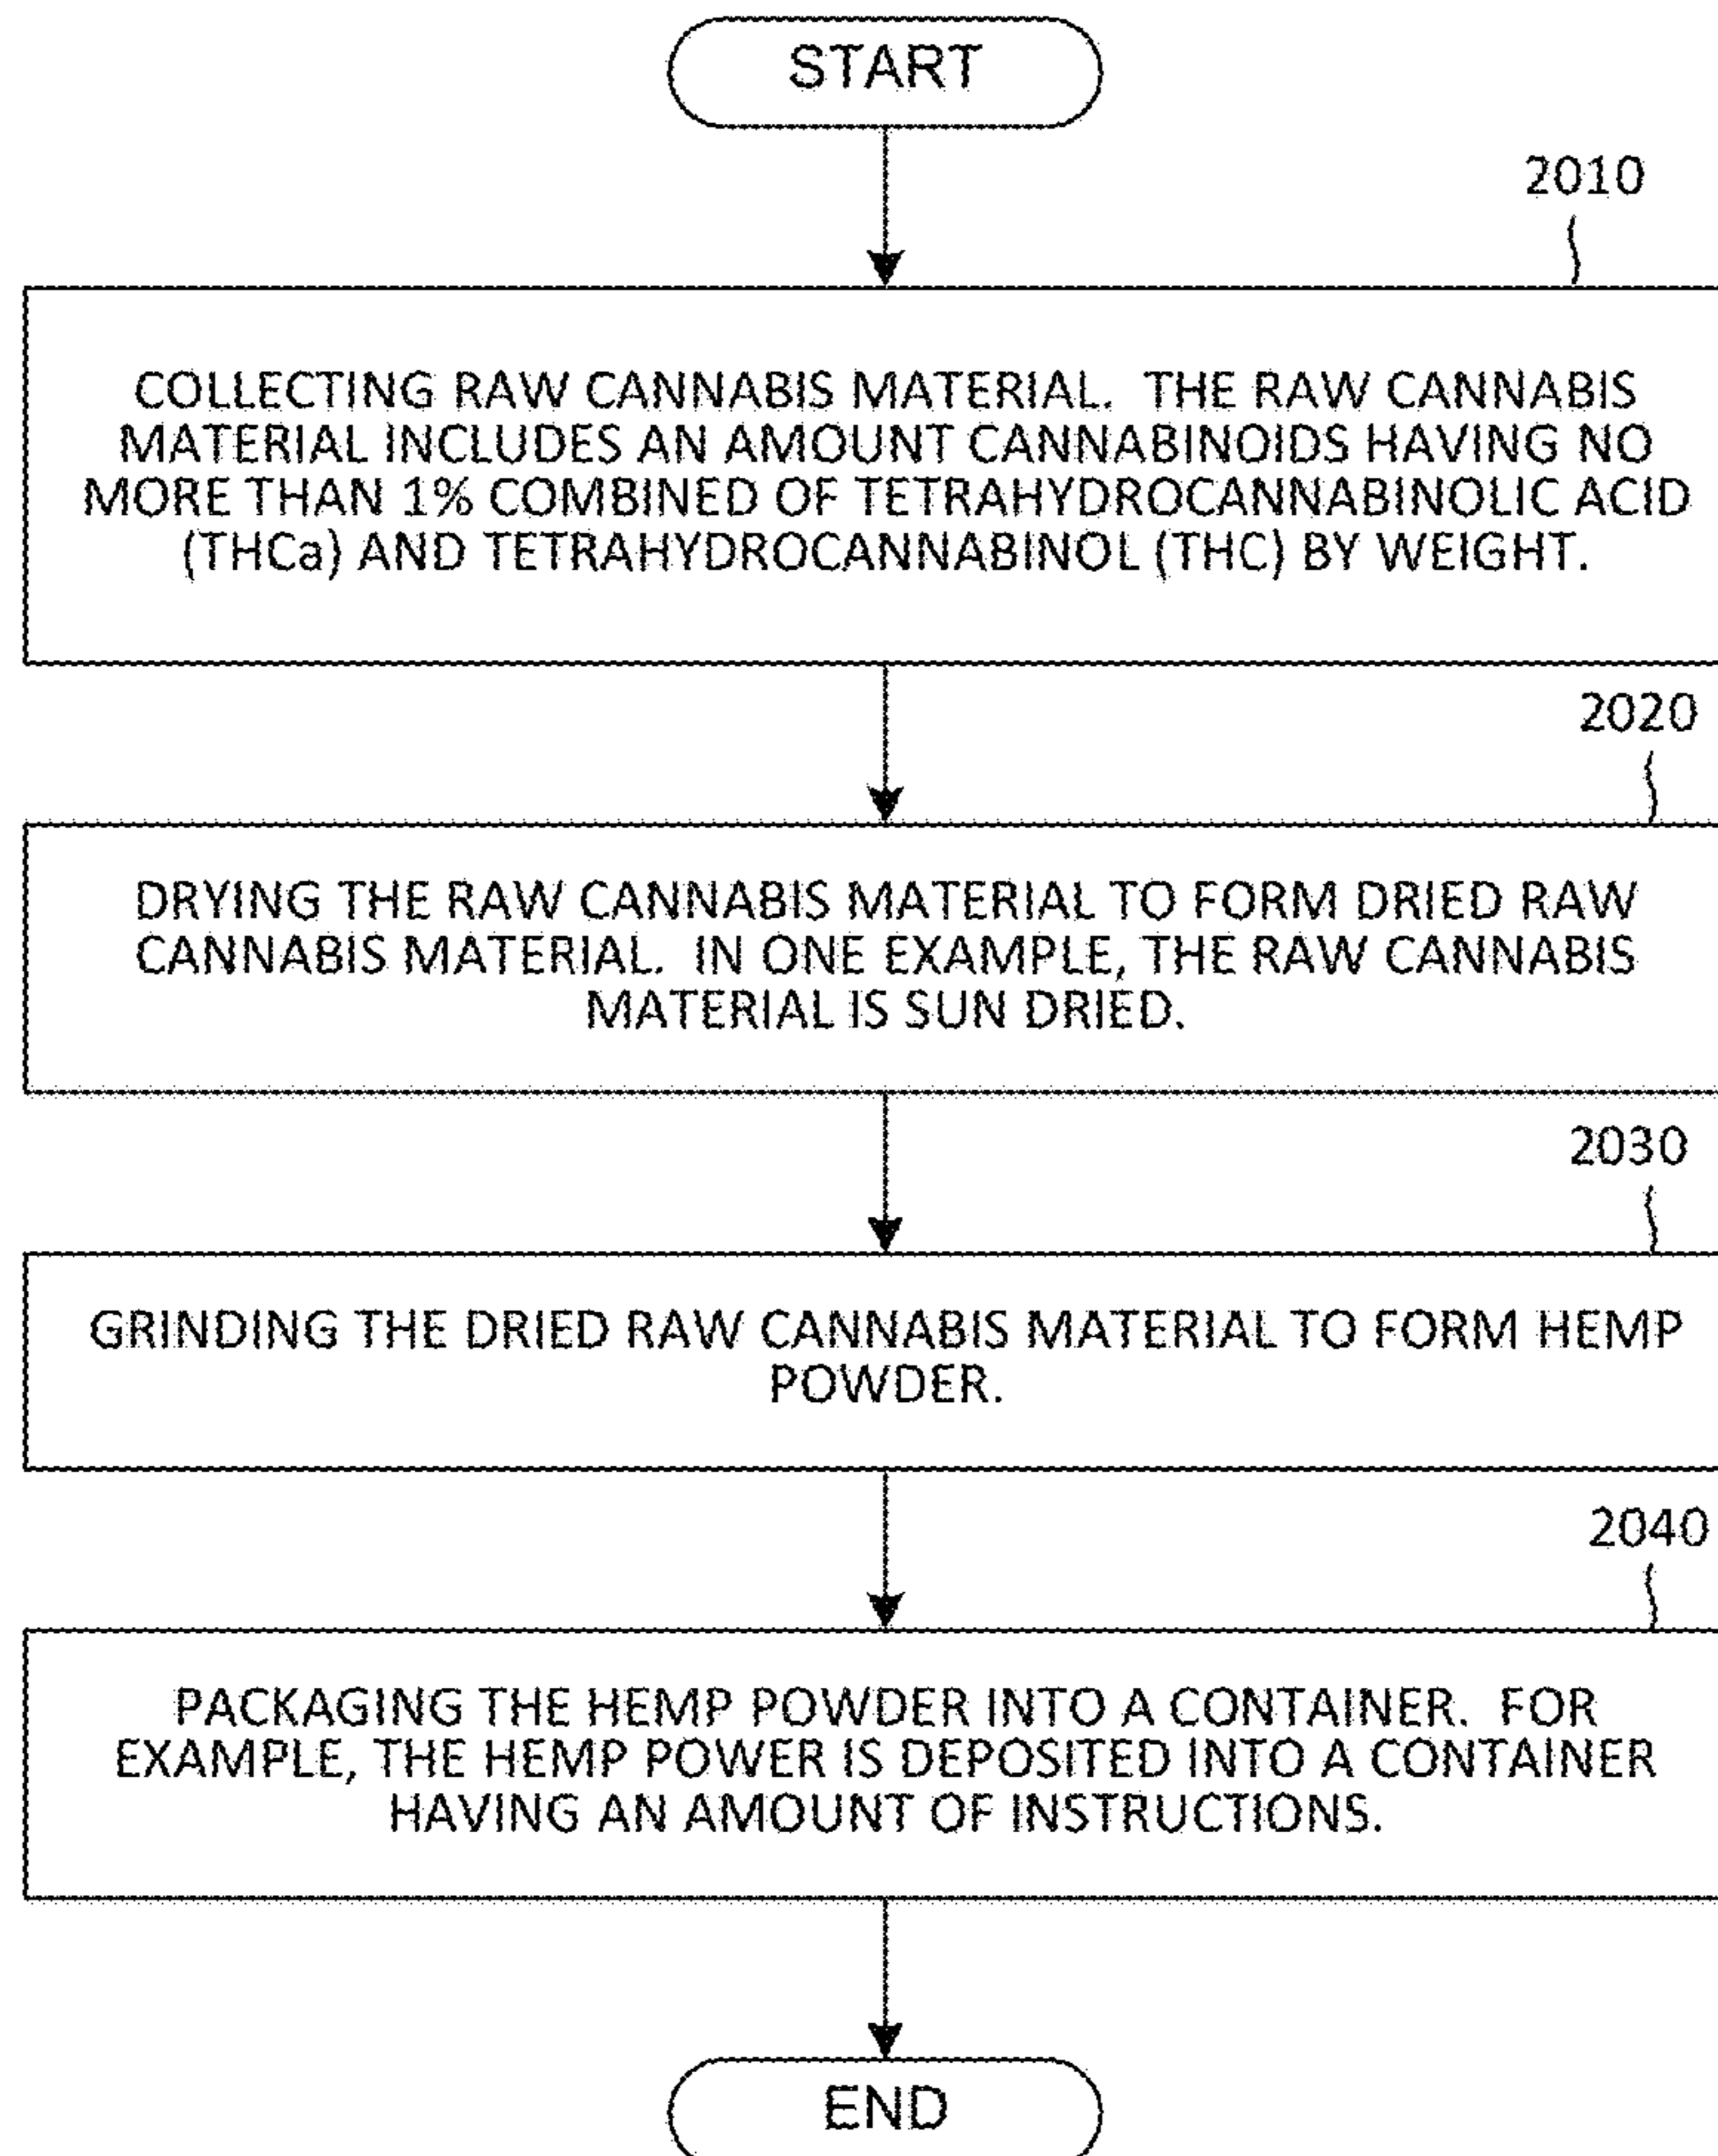 START
2010
COLLECTING RAW CANNABIS MATERIAL. THE RAW CANNABIS
MATERIAL INCLUDES AN AMOUNT CANNABINOIDS HAVING NO
MORE THAN 1% COMBINED OF TETRAHYDROCANNABINOLIC ACID
(THCa) AND TETRAHYDROCANNABINOL (THC) BY WEIGHT.
2020
DRYING THE RAW CANNABIS MATERIAL TO FORM DRIED RAW
CANNABIS MATERIAL. IN ONE EXAMPLE, THE RAW CANNABIS
MATERIAL IS SUN DRIED.
2030
GRINDING THE DRIED RAW CANNABIS MATERIAL TO FORM HEMP
POWDER.
2040
PACKAGING THE HEMP POWDER INTO A CONTAINER. FOR
EXAMPLE, THE HEMP POWER IS DEPOSITED INTO A CONTAINER
HAVING AN AMOUNT OF INSTRUCTIONS.
END